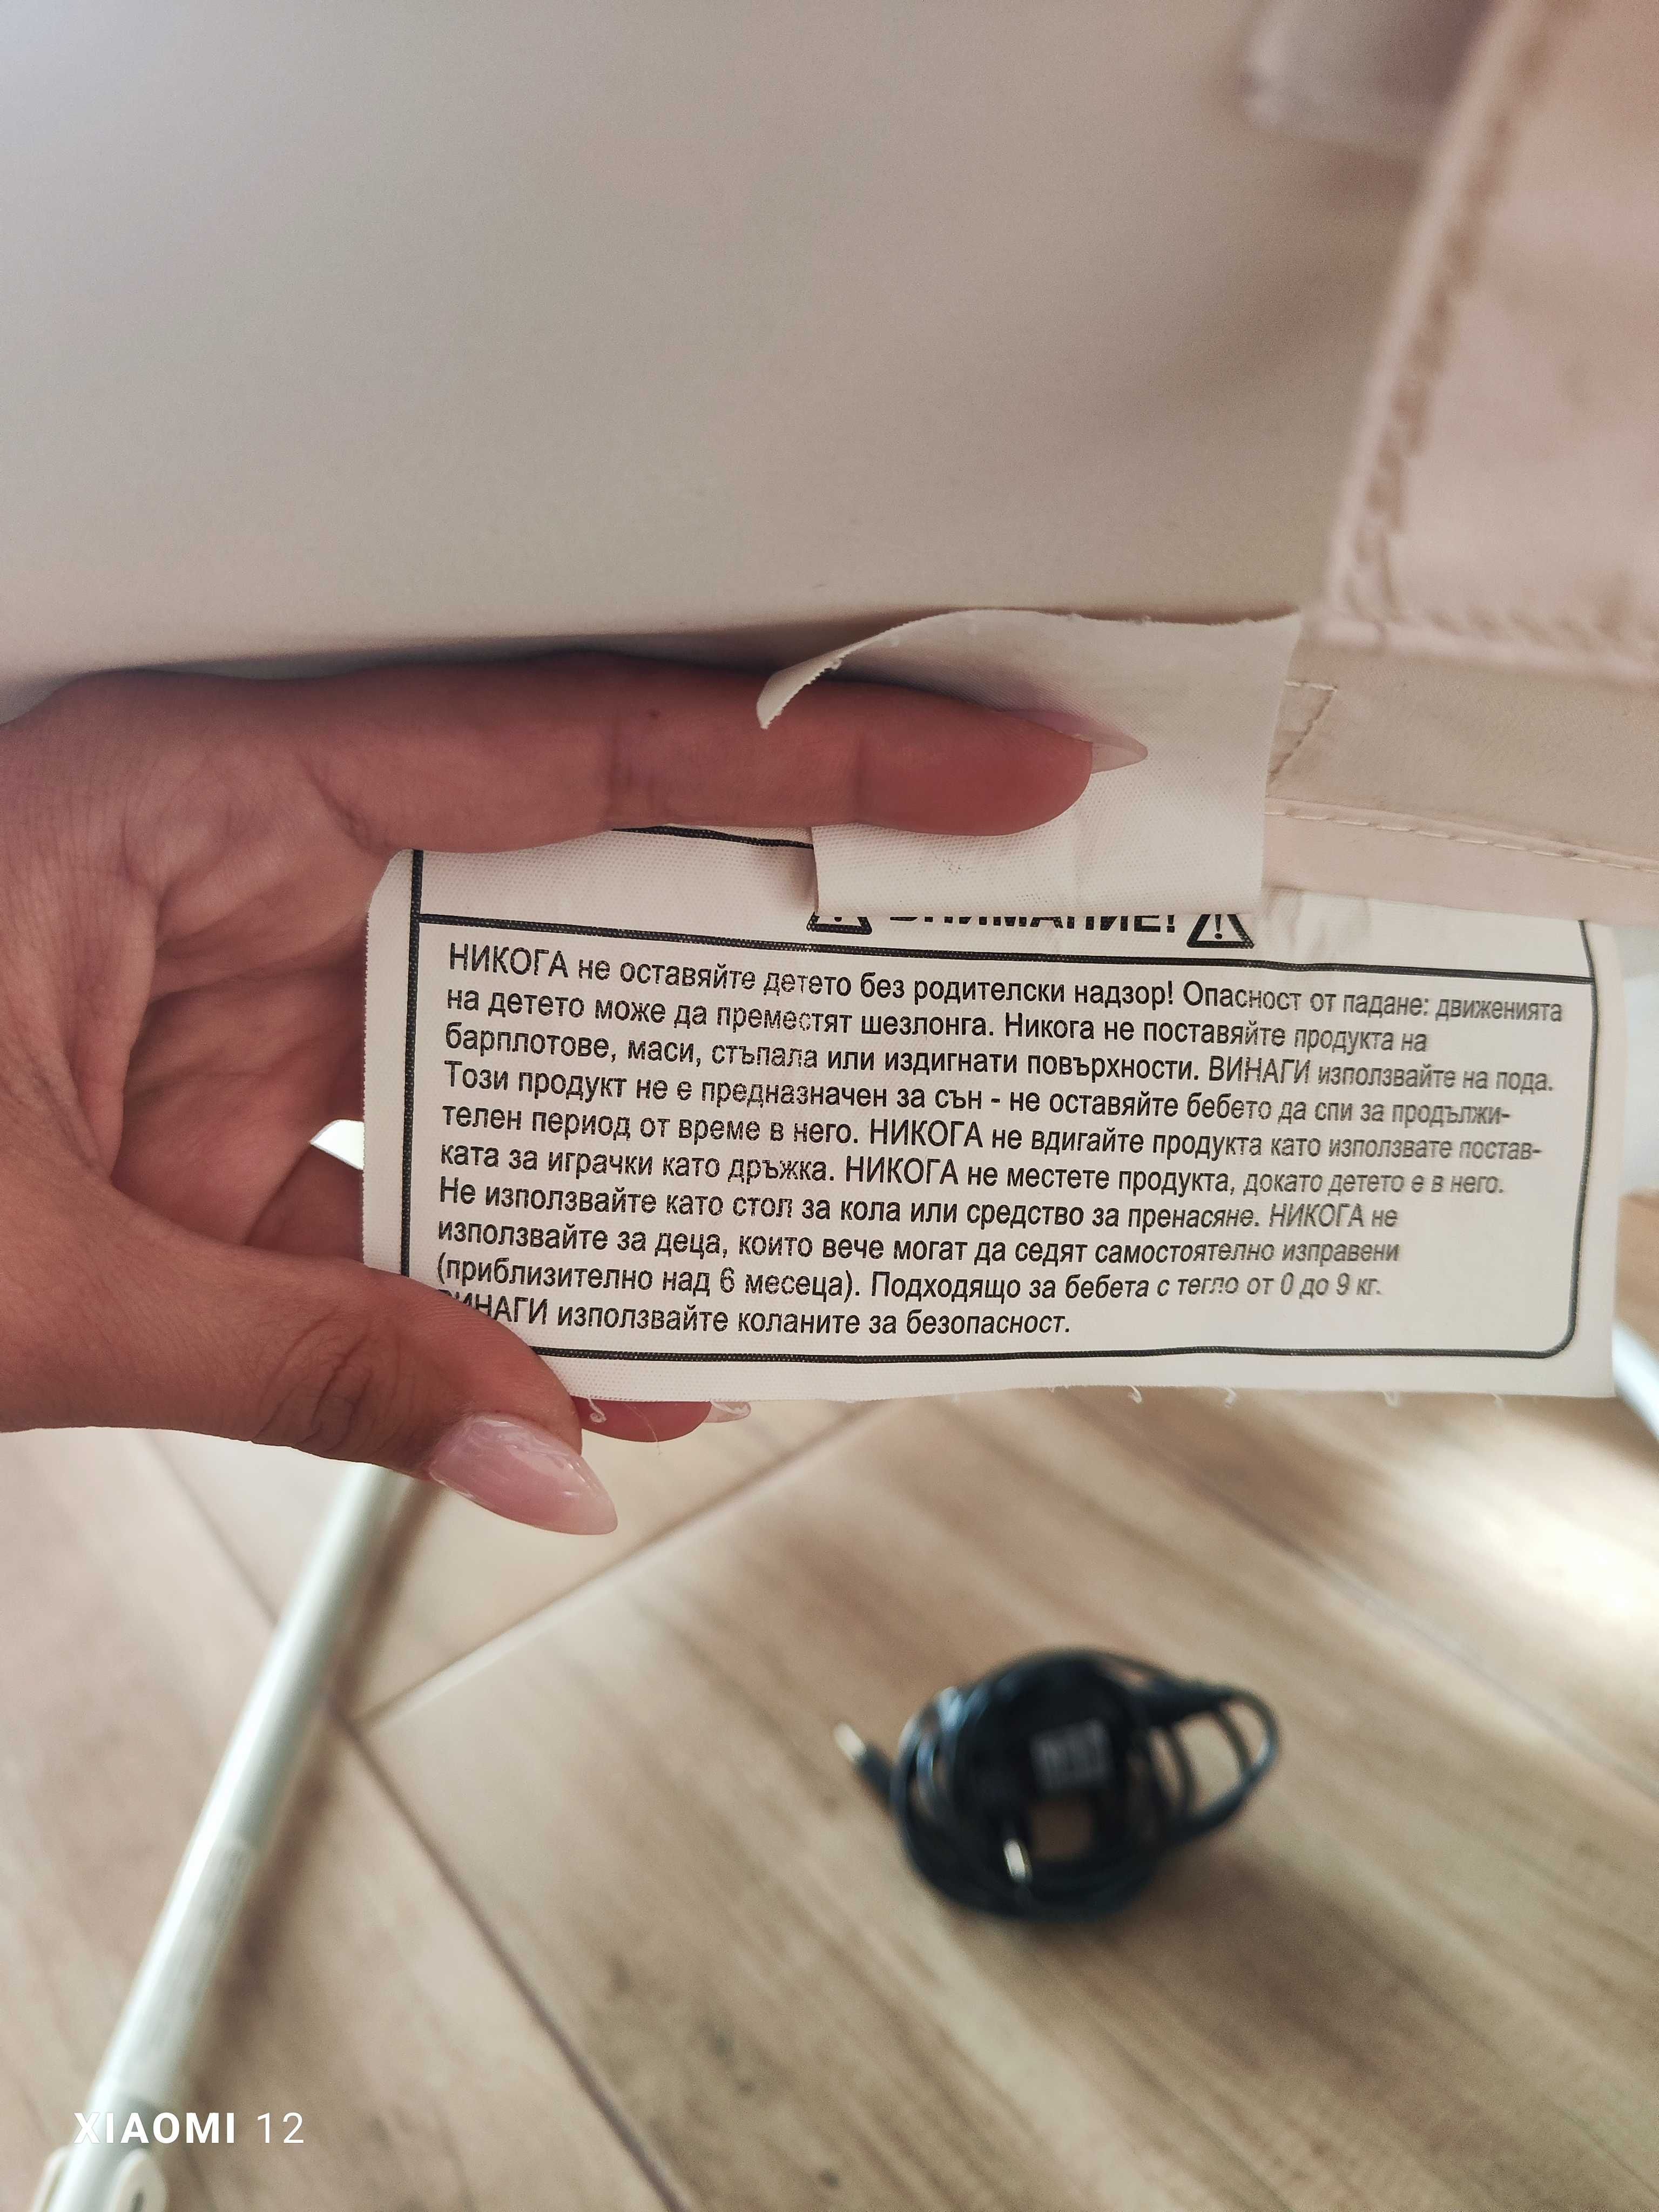 ВНИМАНИЕ!
НИКОГА не оставяйте детето без родителски надзор! Опасност от падане: движенията
на детето може да преместят шезлонга. Никога не поставяйте продукта на
барплотове, маси, стъпала или издигнати повърхности. ВИНАГИ използвайте на пода.
Този продукт не е предназначен за сън - не оставяйте бебето да спи за продължи-
телен период от време в него. НИКОГА не вдигайте продукта като използвате постав-
ката за играчки като дръжка. НИКОГА не местете продукта, докато детето е в него.
Не използвайте като стол за кола или средство за пренасяне. НИКОГА не
използвайте за деца, които вече могат да седят самостоятелно изправени
(приблизително над 6 месеца). Подходящо за бебета с тегло от 0 до 9 кг.
ВИНАГИ използвайте коланите за безопасност.
XIAOMI 12